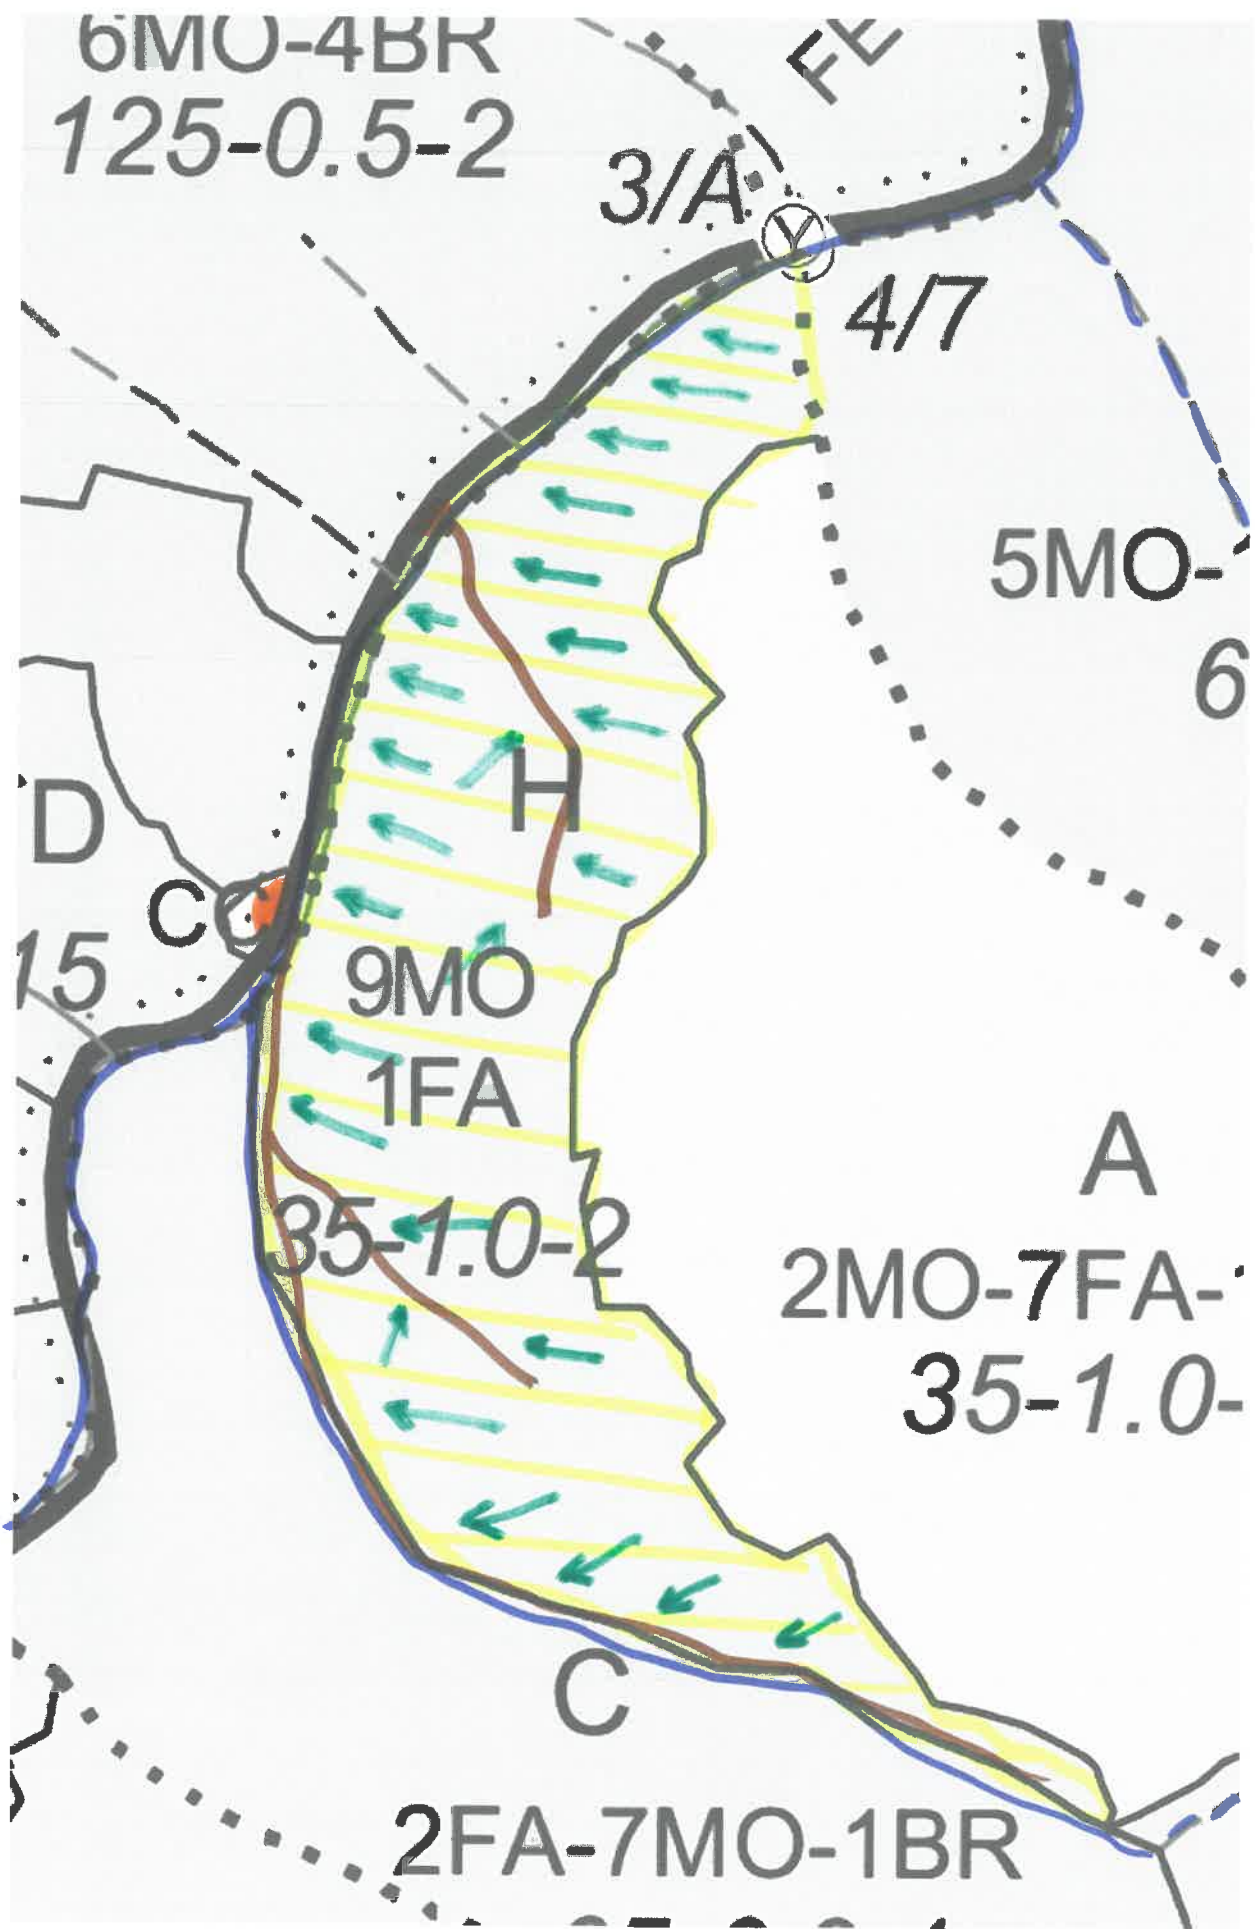 6MO-4BR
125-0.5-2
FE
3/A
Y
4/7
5MO-
6
H
D
C
15
9MO
1FA
A
35-1.0-2
2MO-7FA-
35-1.0-
C
2FA-7MO-1BR